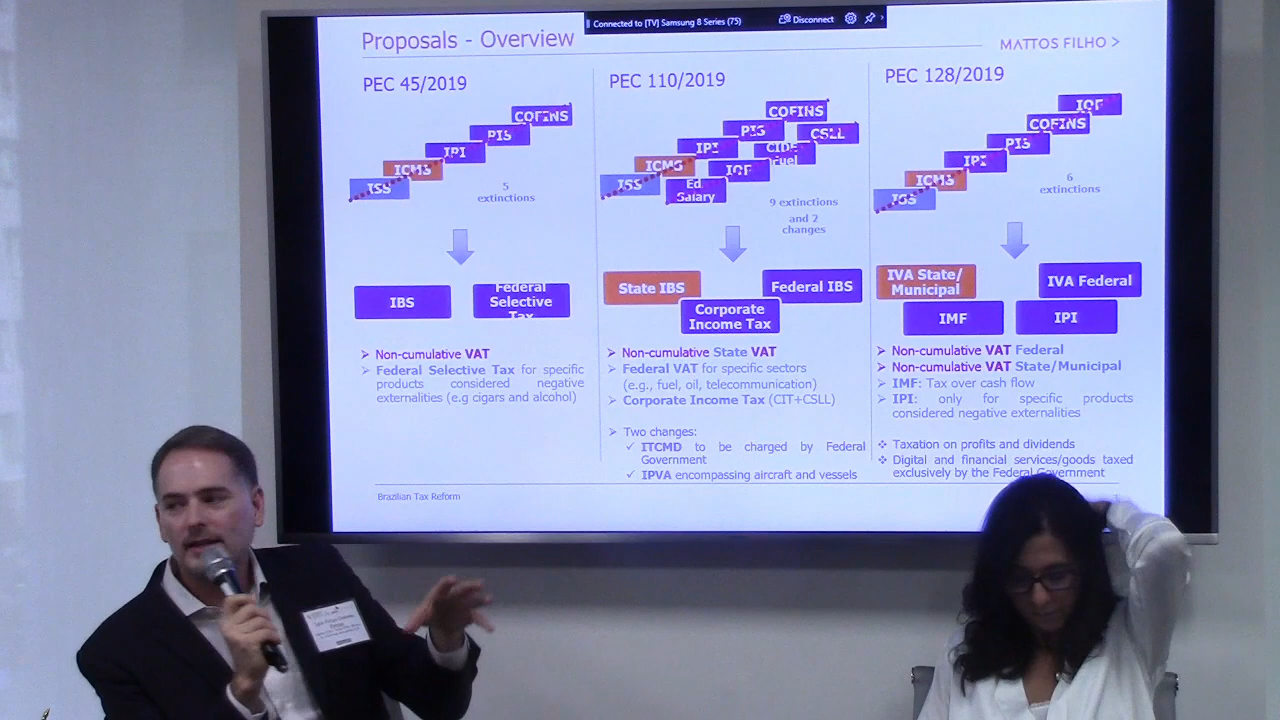 Connected to [TV] Samsung 8 Series (75)
Disconnect
Proposals - Overview
MATTOS FILHO >
PEC 45/2019
COFINS
PIS
IPI
ICMS
ISS
5
extinctions
IBS
Federal
Selective
Tax
➢ Non-cumulative VAT
➢ Federal Selective Tax for specific
products considered negative
externalities (e.g cigars and alcohol)
PEC 110/2019
COFINS
PIS
CSLL
IPI
CIDE
Fuel
ICMS
IOF
ISS
Ed.
Salary
9 extinctions
and 2
changes
State IBS
Federal IBS
Corporate
Income Tax
➢ Non-cumulative State VAT
➢ Federal VAT for specific sectors
(e.g., fuel, oil, telecommunication)
➢ Corporate Income Tax (CIT+CSLL)
➢ Two changes:
✓ ITCMD to be charged by Federal
Government
✓ IPVA encompassing aircraft and vessels
PEC 128/2019
IOF
COFINS
PIS
IPI
ICMS
ISS
6
extinctions
IVA State/
Municipal
IVA Federal
IMF
IPI
➢ Non-cumulative VAT Federal
➢ Non-cumulative VAT State/Municipal
➢ IMF: Tax over cash flow
➢ IPI: only for specific products
considered negative externalities
❖ Taxation on profits and dividends
❖ Digital and financial services/goods taxed
exclusively by the Federal Government
Brazilian Tax Reform